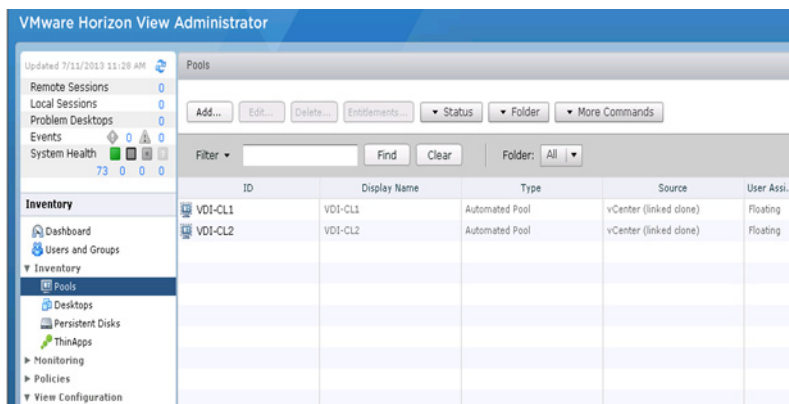 VMware Horizon View Administrator
Updated 7/11/2013 11:28 AM
Remote Sessions 0
Local Sessions 0
Problem Desktops 0
Events 0 0
System Health
73 0 0 0
Inventory
Dashboard
Users and Groups
Inventory
Pools
Desktops
Persistent Disks
ThinApps
Monitoring
Policies
View Configuration
Pools
Add... Edit... Delete... Entitlements... Status Folder More Commands
Filter Find Clear Folder: All
ID Display Name Type Source User Assi.
VDI-CL1 VDI-CL1 Automated Pool vCenter (linked clone) Floating
VDI-CL2 VDI-CL2 Automated Pool vCenter (linked clone) Floating